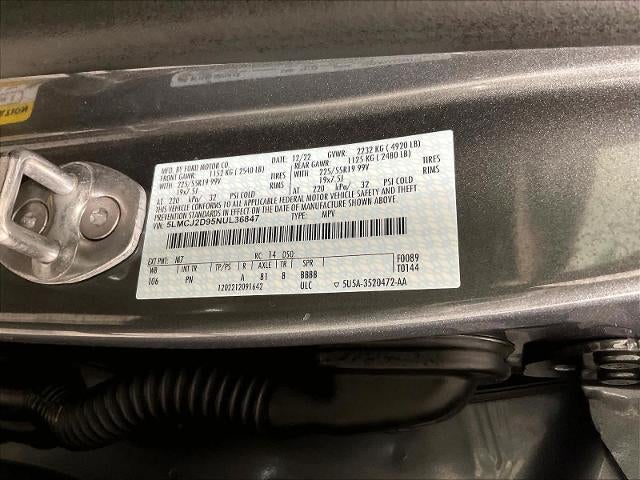 MFD. BY FORD MOTOR CO.
DATE: 12/22 GVWR: 2232 KG ( 4920 LB)
FRONT GAWR: 1152 KG ( 2540 LB) REAR GAWR: 1125 KG ( 2480 LB)
WITH 225/55R19 99V TIRES WITH 225/55R19 99V TIRES
19x7.5J RIMS 19x7.5J RIMS
AT 220 kPa/ 32 PSI COLD AT 220 kPa/ 32 PSI COLD
THIS VEHICLE CONFORMS TO ALL APPLICABLE FEDERAL MOTOR VEHICLE SAFETY AND THEFT
PREVENTION STANDARDS IN EFFECT ON THE DATE OF MANUFACTURE SHOWN ABOVE.
VIN: 5LMCJ2D95NUL36847 TYPE: MPV
EXT PNT: M7 RC: 14 DSO: F0089
WB INT TR TP/PS R AXLE TR SPR T0144
106 PN A 81 8 BBBB
1202212091642 ULC 5U5A-3520472-AA